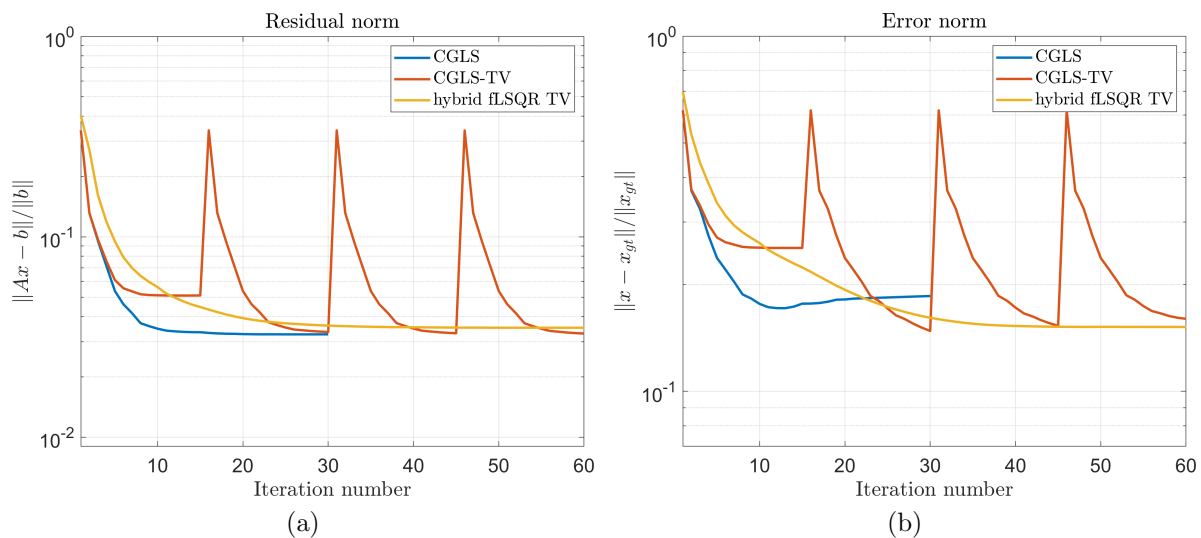 Residual norm
10^0
10^-1
10^-2
||Ax − b||/||b||
CGLS
CGLS-TV
hybrid fLSQR TV
10 20 30 40 50 60
Iteration number
(a)
Error norm
10^0
10^-1
||x − x_gt||/||x_gt||
CGLS
CGLS-TV
hybrid fLSQR TV
10 20 30 40 50 60
Iteration number
(b)